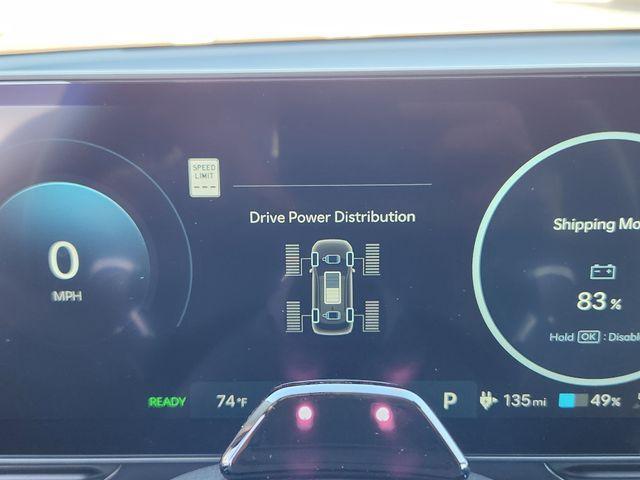 SPEED
LIMIT
---
Drive Power Distribution
0
MPH
Shipping Mo
83%
Hold OK : Disabl
READY
74°F
P
135mi
49%